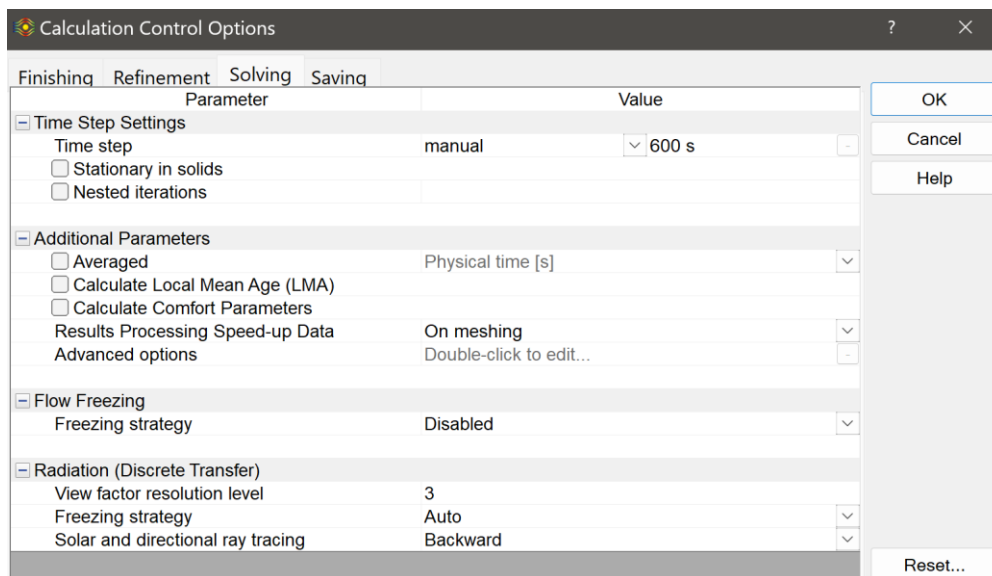 Calculation Control Options ?
Finishing Refinement Solving Saving
Parameter Value
Time Step Settings
Time step manual 600 s
Stationary in solids
Nested iterations
Additional Parameters
Averaged Physical time [s]
Calculate Local Mean Age (LMA)
Calculate Comfort Parameters
Results Processing Speed-up Data On meshing
Advanced options Double-click to edit...
Flow Freezing
Freezing strategy Disabled
Radiation (Discrete Transfer)
View factor resolution level 3
Freezing strategy Auto
Solar and directional ray tracing Backward
OK
Cancel
Help
Reset...